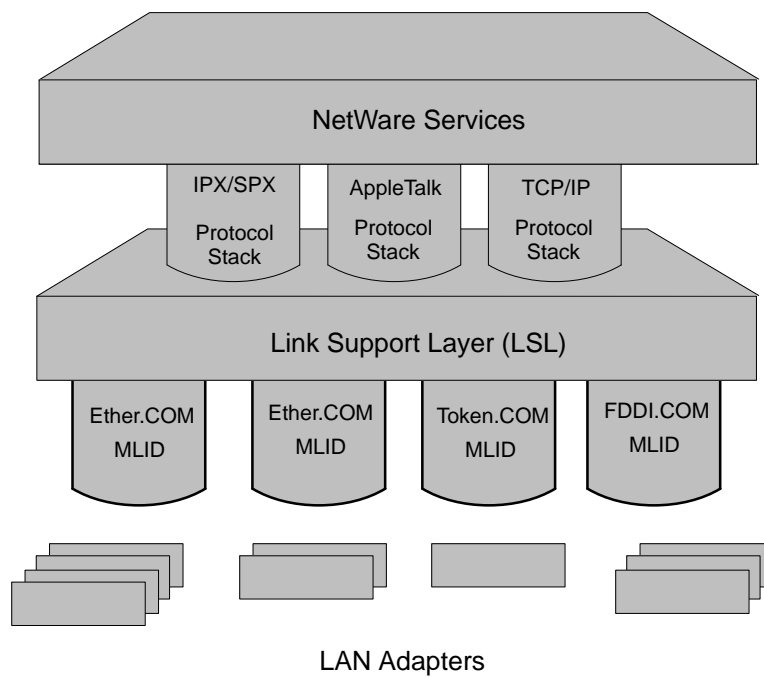 NetWare Services
IPX/SPX
Protocol
Stack
AppleTalk
Protocol
Stack
TCP/IP
Protocol
Stack
Link Support Layer (LSL)
Ether.COM
MLID
Ether.COM
MLID
Token.COM
MLID
FDDI.COM
MLID
LAN Adapters